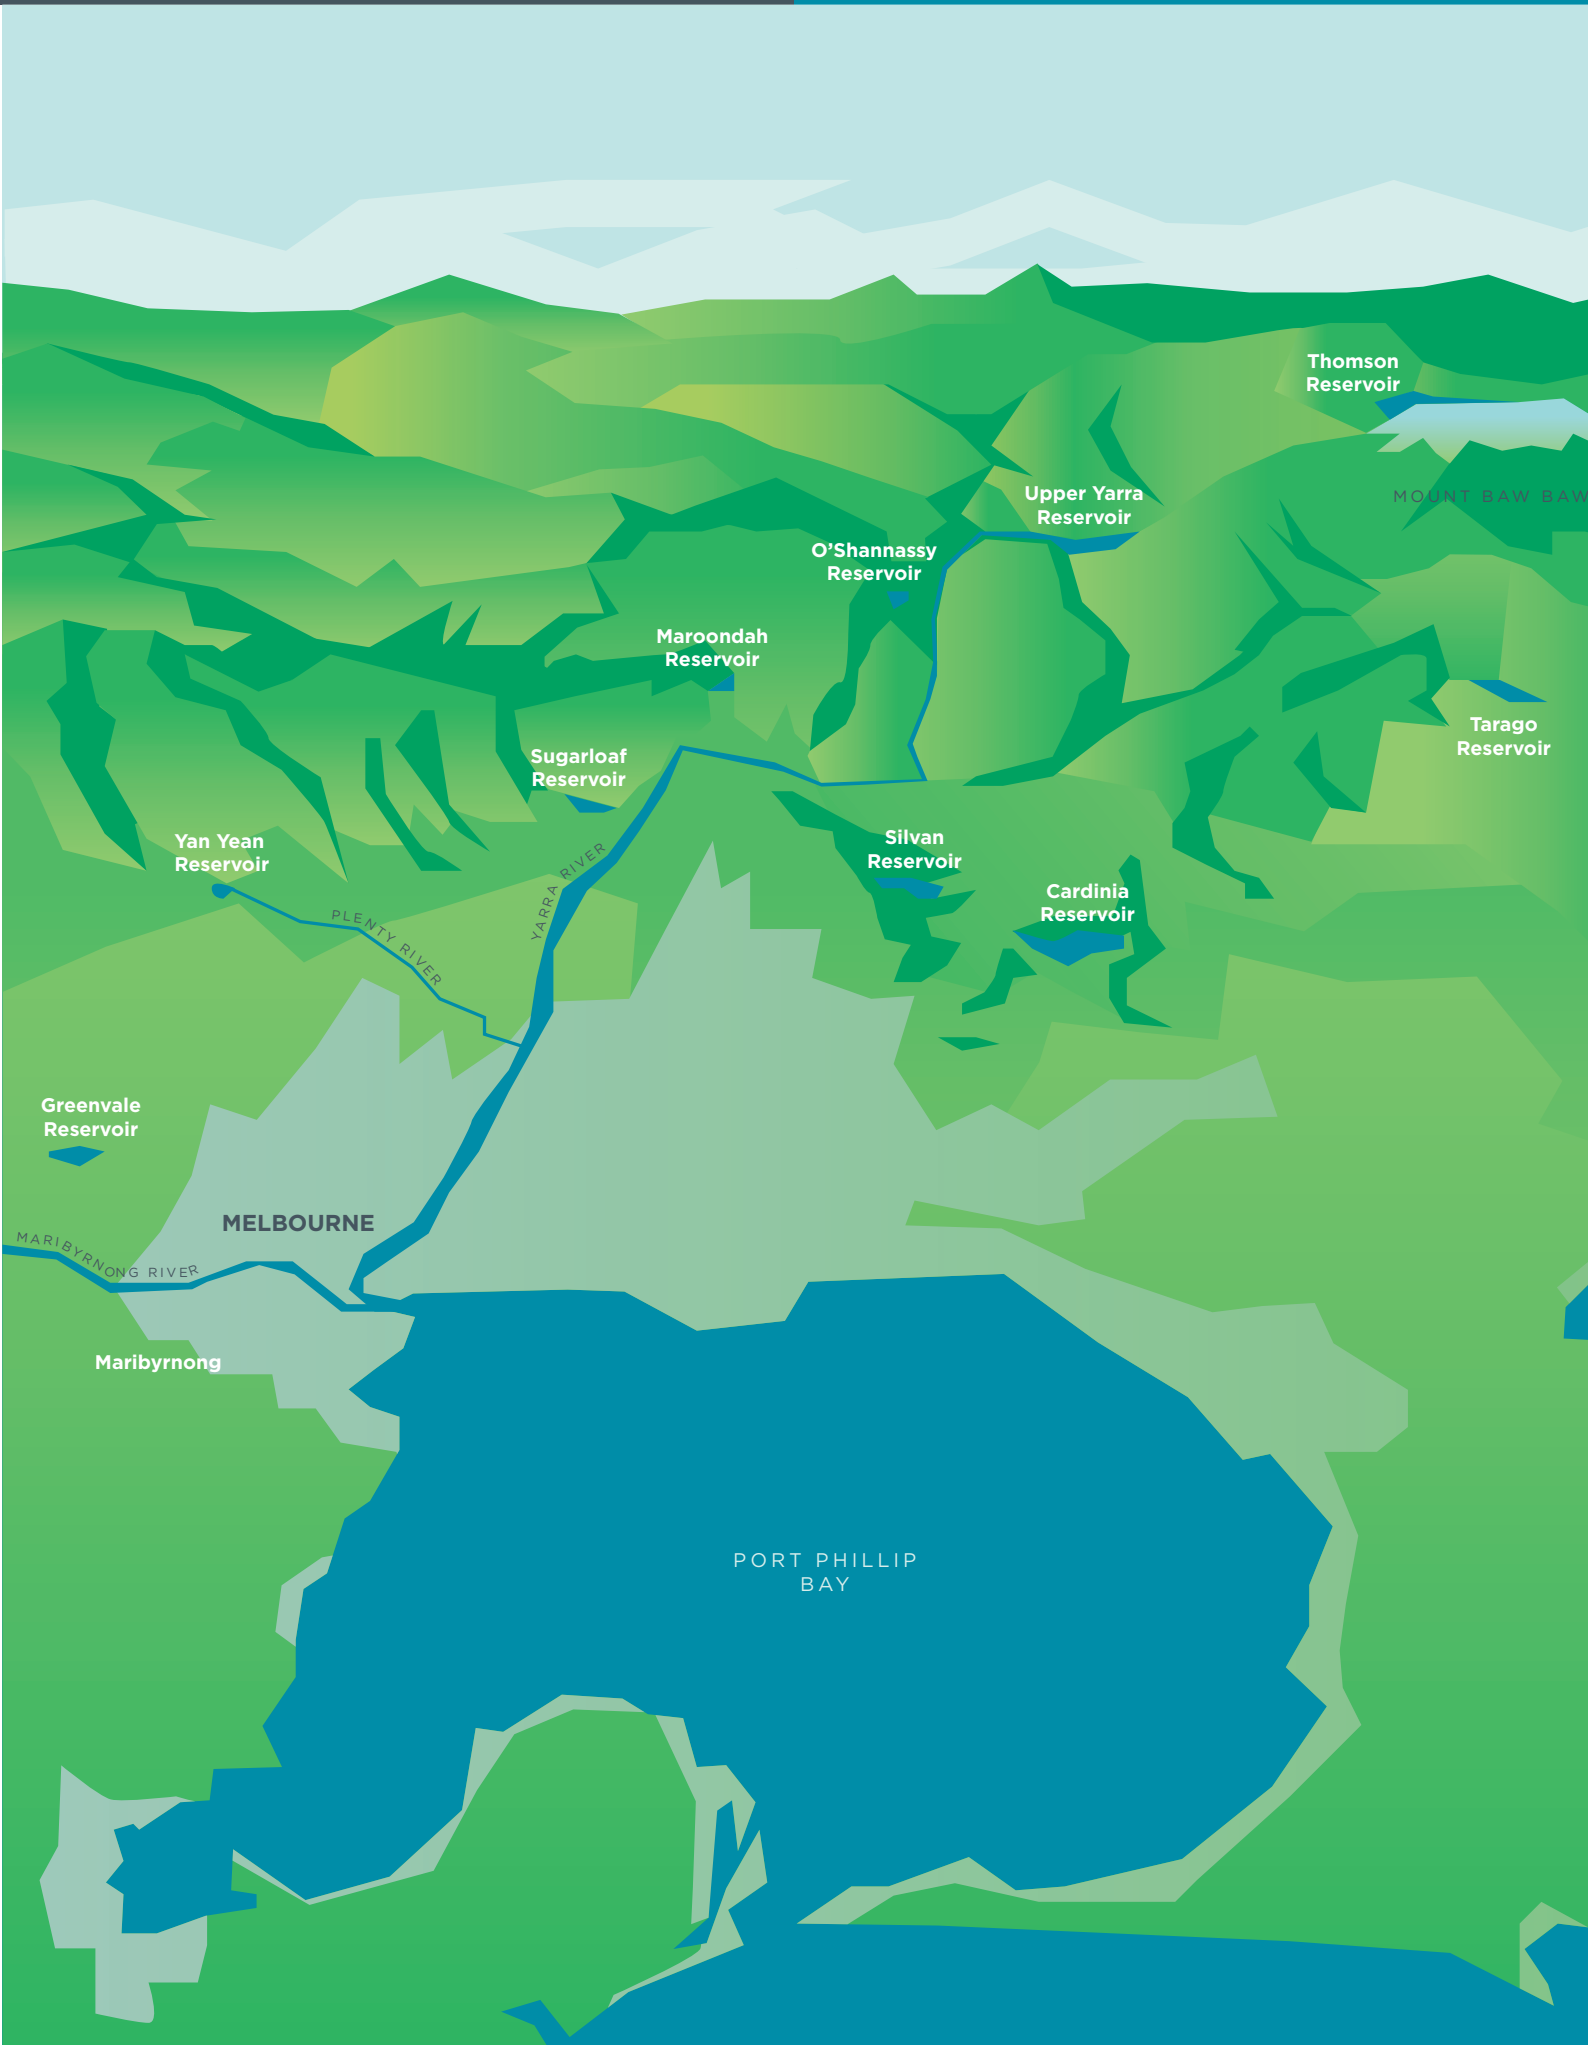 Thomson
Reservoir
MOUNT BAW BAW
Upper Yarra
Reservoir
O’Shannassy
Reservoir
Maroondah
Reservoir
Tarago
Reservoir
Sugarloaf
Reservoir
Yan Yean
Reservoir
YARRA RIVER
Silvan
Reservoir
Cardinia
Reservoir
PLENTY RIVER
Greenvale
Reservoir
MELBOURNE
MARIBYRNONG RIVER
Maribyrnong
PORT PHILLIP
BAY